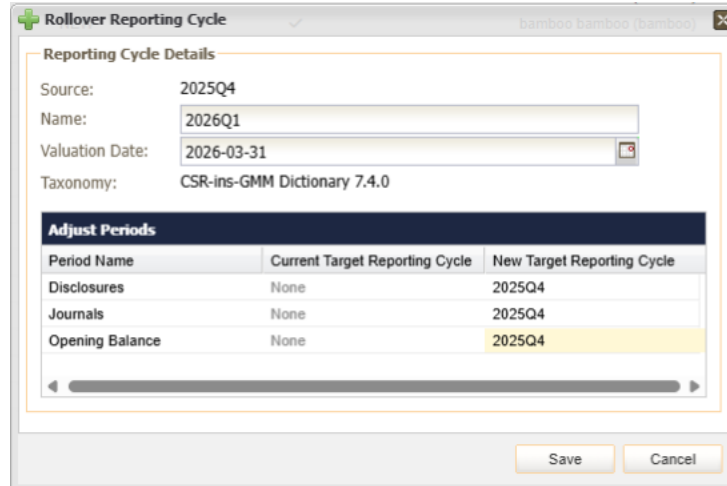 Rollover Reporting Cycle
bamboo bamboo (bamboo)
Reporting Cycle Details
Source: 2025Q4
Name: 2026Q1
Valuation Date: 2026-03-31
Taxonomy: CSR-ins-GMM Dictionary 7.4.0
Adjust Periods
Period Name Current Target Reporting Cycle New Target Reporting Cycle
Disclosures None 2025Q4
Journals None 2025Q4
Opening Balance None 2025Q4
Save Cancel